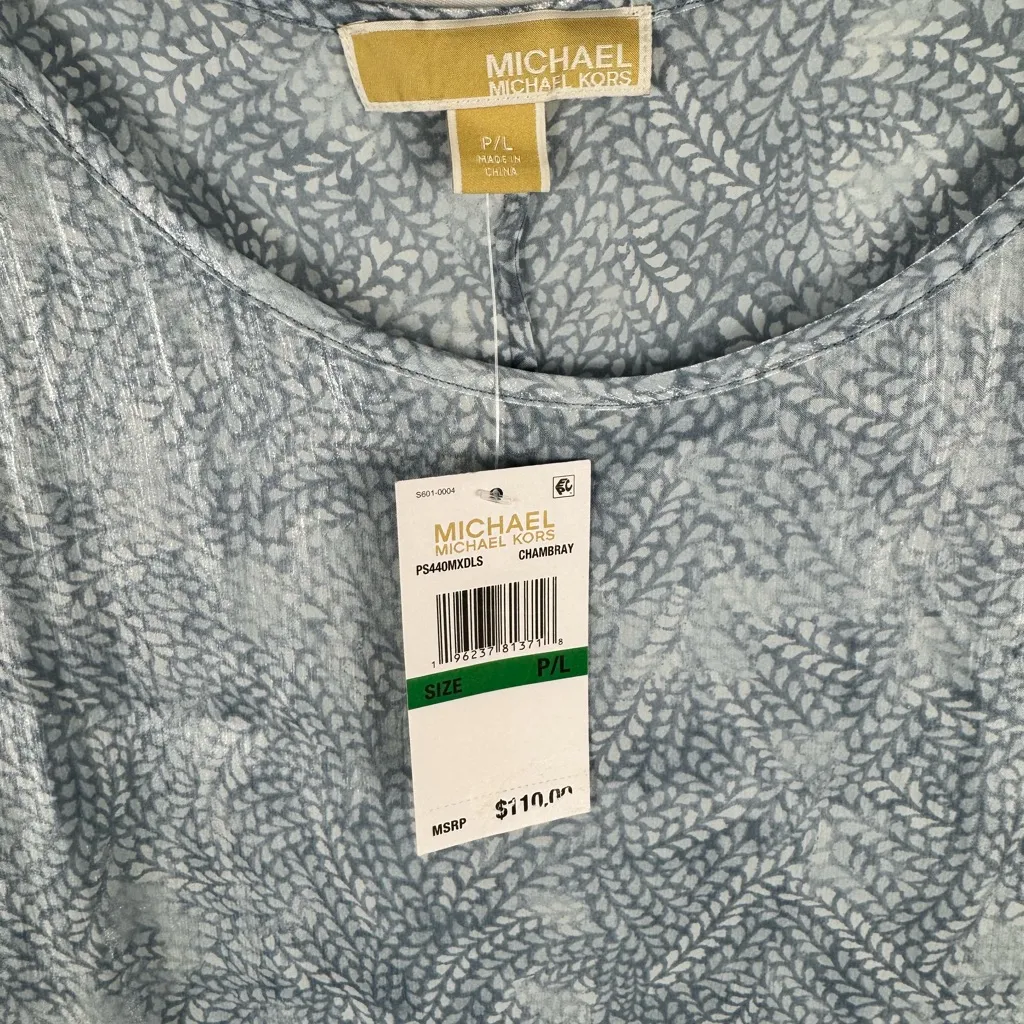 MICHAEL
MICHAEL KORS
P/L
MADE IN
CHINA
S601-0004
MICHAEL
MICHAEL KORS
PS440MXDLS CHAMBRAY
1 96237 81371 8
SIZE P/L
MSRP $110.00